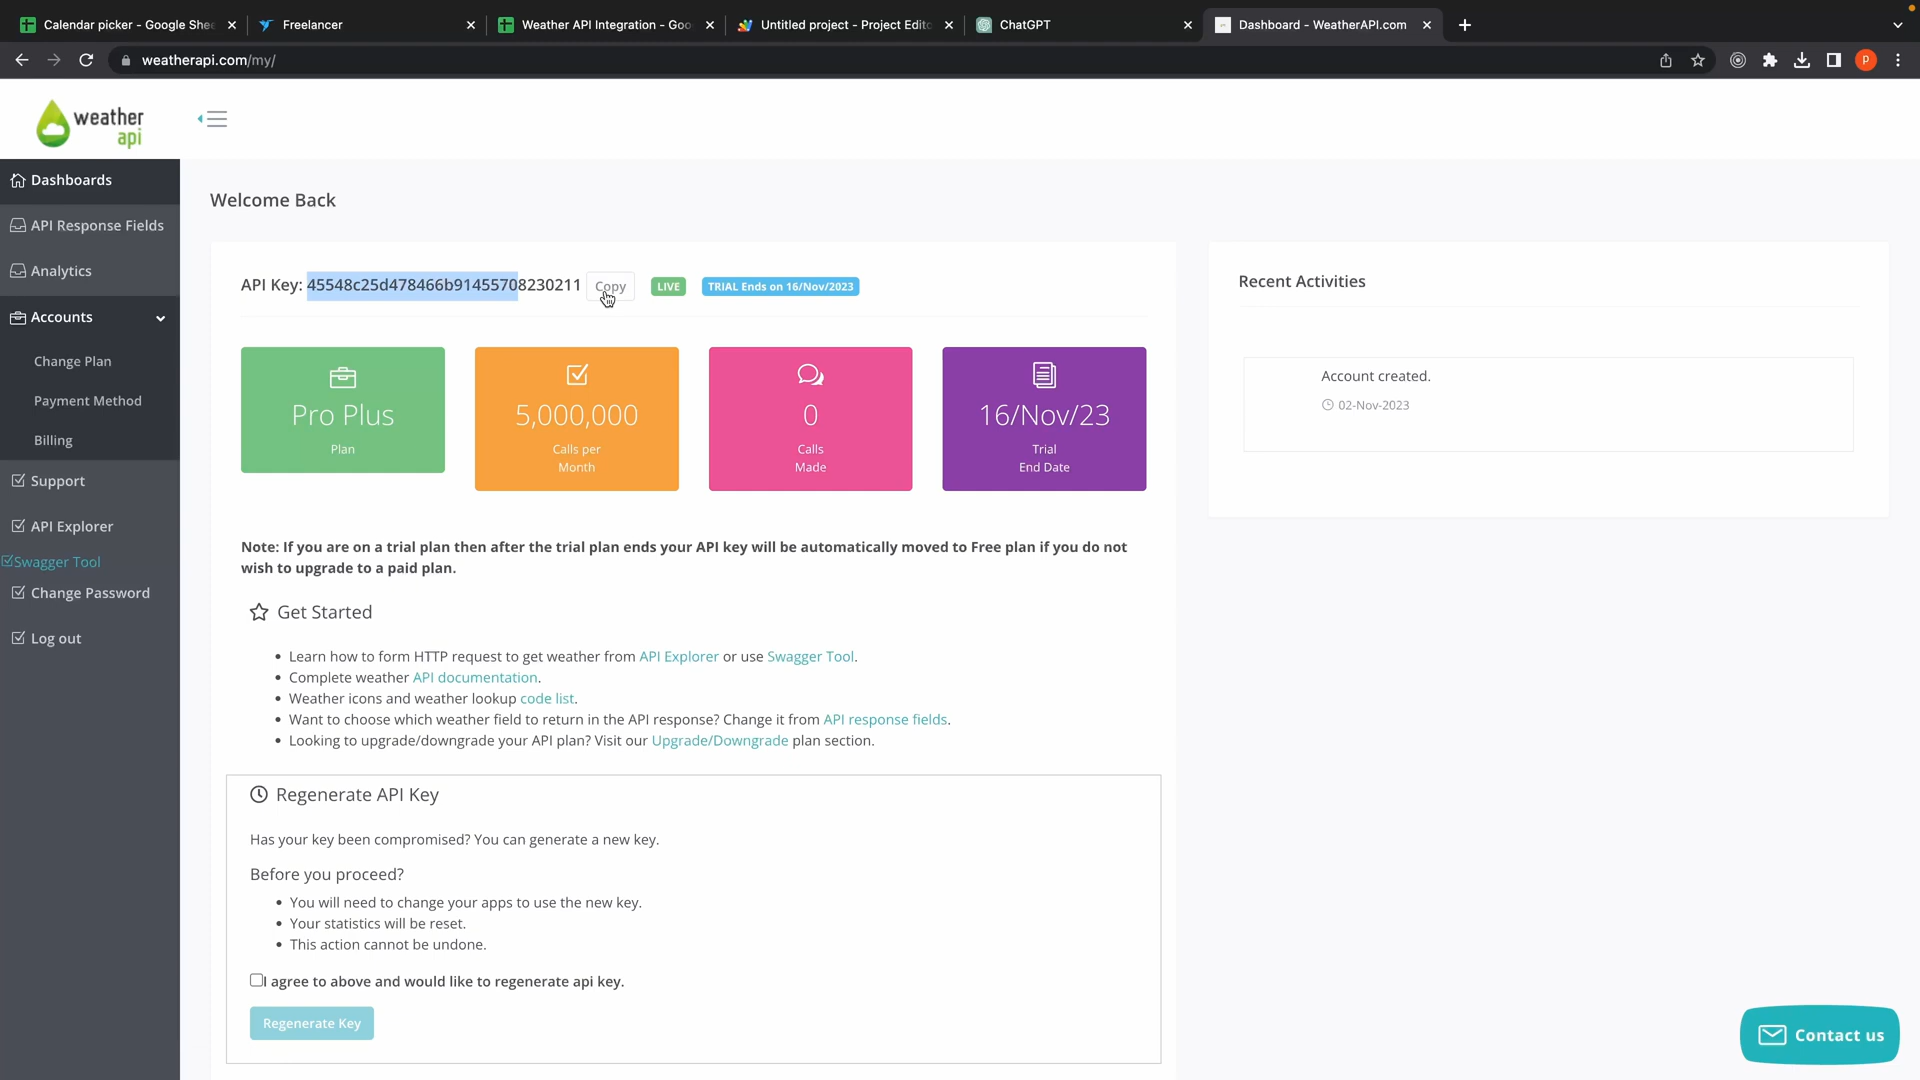 Calendar picker - Google Shee
Freelancer
Weather API Integration - Goo
Untitled project - Project Edito
ChatGPT
Dashboard - WeatherAPI.com
weatherapi.com/my/
P
weather
api
Dashboards
API Response Fields
Analytics
Accounts
Change Plan
Payment Method
Billing
Support
API Explorer
Swagger Tool
Change Password
Log out
Welcome Back
API Key: 45548c25d478466b91455708230211 Copy LIVE TRIAL Ends on 16/Nov/2023
Pro Plus
Plan
5,000,000
Calls per
Month
0
Calls
Made
16/Nov/23
Trial
End Date
Note: If you are on a trial plan then after the trial plan ends your API key will be automatically moved to Free plan if you do not
wish to upgrade to a paid plan.
Get Started
Learn how to form HTTP request to get weather from API Explorer or use Swagger Tool.
Complete weather API documentation.
Weather icons and weather lookup code list.
Want to choose which weather field to return in the API response? Change it from API response fields.
Looking to upgrade/downgrade your API plan? Visit our Upgrade/Downgrade plan section.
Regenerate API Key
Has your key been compromised? You can generate a new key.
Before you proceed?
You will need to change your apps to use the new key.
Your statistics will be reset.
This action cannot be undone.
I agree to above and would like to regenerate api key.
Regenerate Key
Recent Activities
Account created.
02-Nov-2023
Contact us